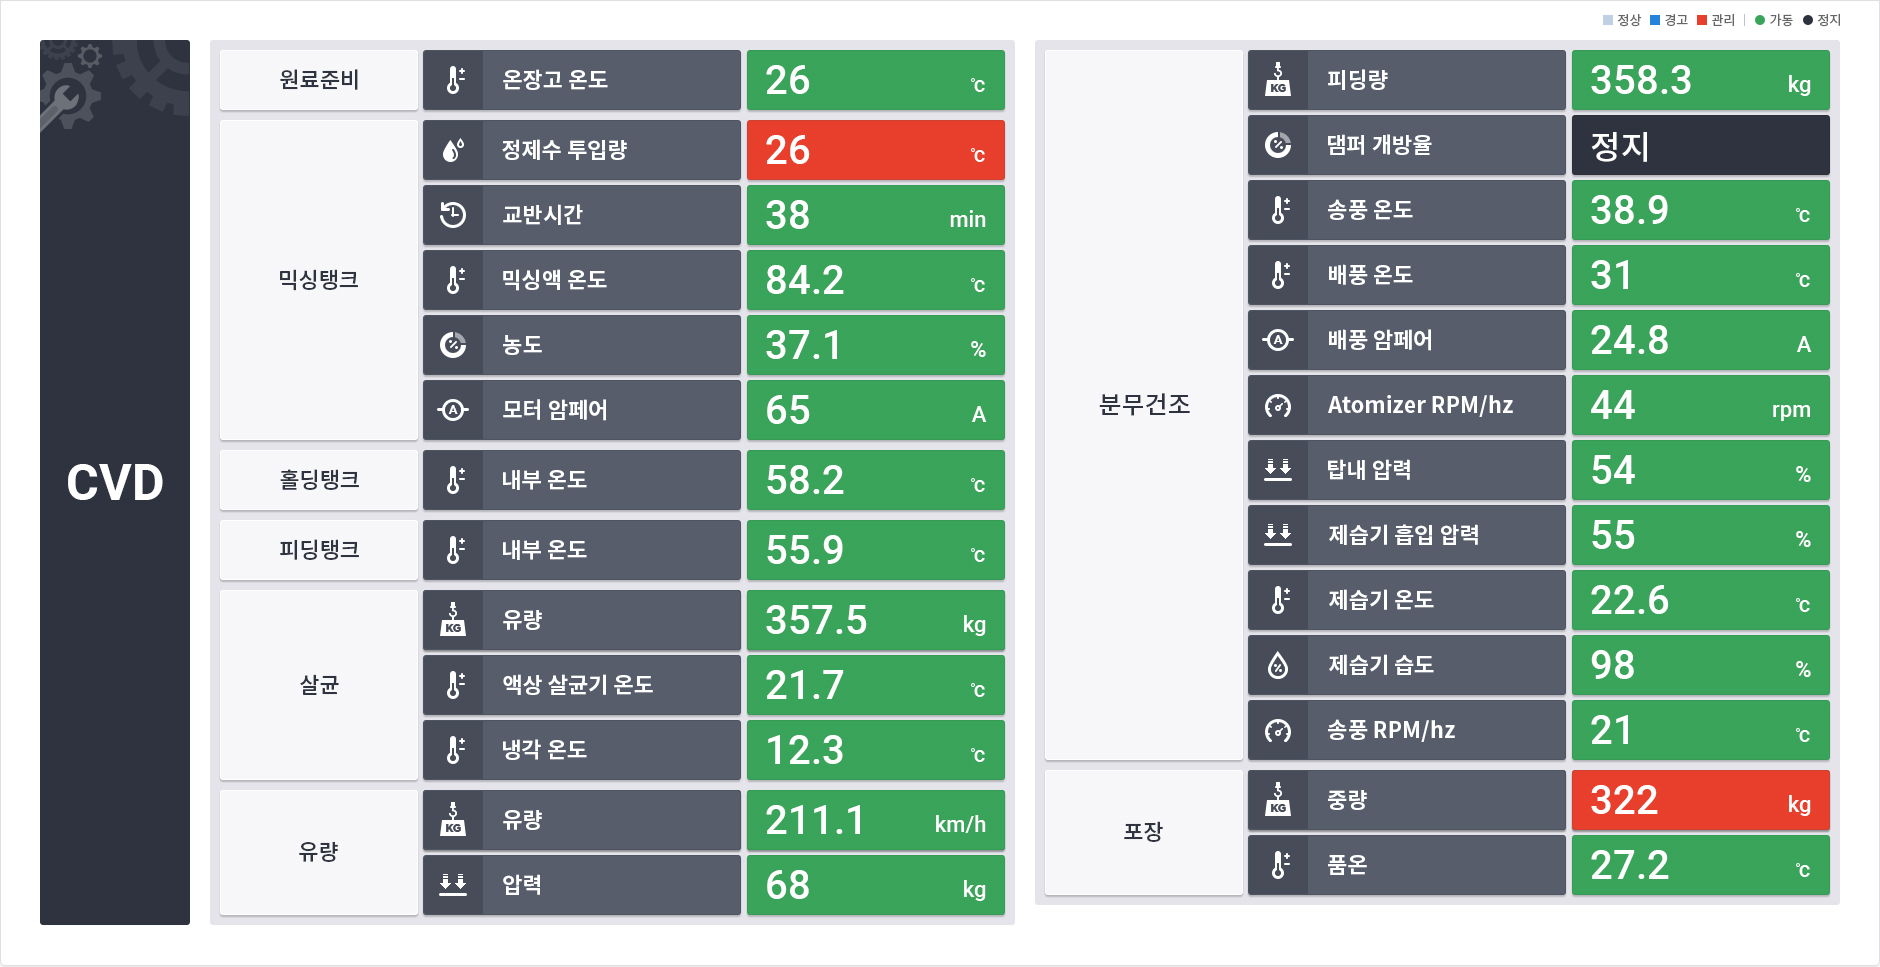 정상 경고 관리 가동 정지
CVD
원료준비
온장고 온도 26 ℃
믹싱탱크
정제수 투입량 26 ℃
교반시간 38 min
믹싱액 온도 84.2 ℃
농도 37.1 %
A 모터 암페어 65 A
홀딩탱크
내부 온도 58.2 ℃
피딩탱크
내부 온도 55.9 ℃
살균
KG 유량 357.5 kg
액상 살균기 온도 21.7 ℃
냉각 온도 12.3 ℃
유량
KG 유량 211.1 km/h
압력 68 kg
분무건조
KG 피딩량 358.3 kg
% 댐퍼 개방율 정지
송풍 온도 38.9 ℃
배풍 온도 31 ℃
A 배풍 암페어 24.8 A
Atomizer RPM/hz 44 rpm
탑내 압력 54 %
제습기 흡입 압력 55 %
제습기 온도 22.6 ℃
% 제습기 습도 98 %
송풍 RPM/hz 21 ℃
포장
KG 중량 322 kg
품온 27.2 ℃